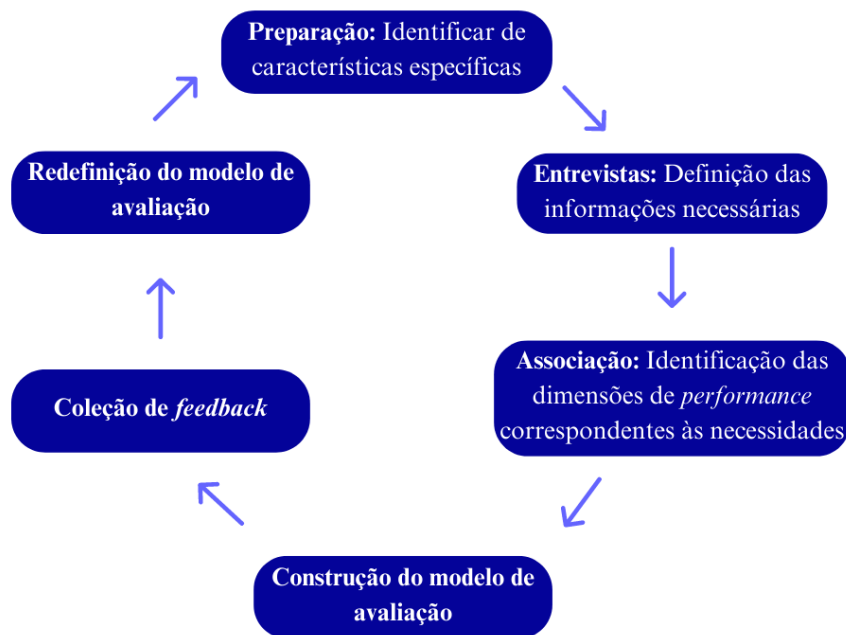 Preparação: Identificar de
características específicas
Entrevistas: Definição das
informações necessárias
Associação: Identificação das
dimensões de performance
correspondentes às necessidades
Construção do modelo de
avaliação
Coleção de feedback
Redefinição do modelo de
avaliação